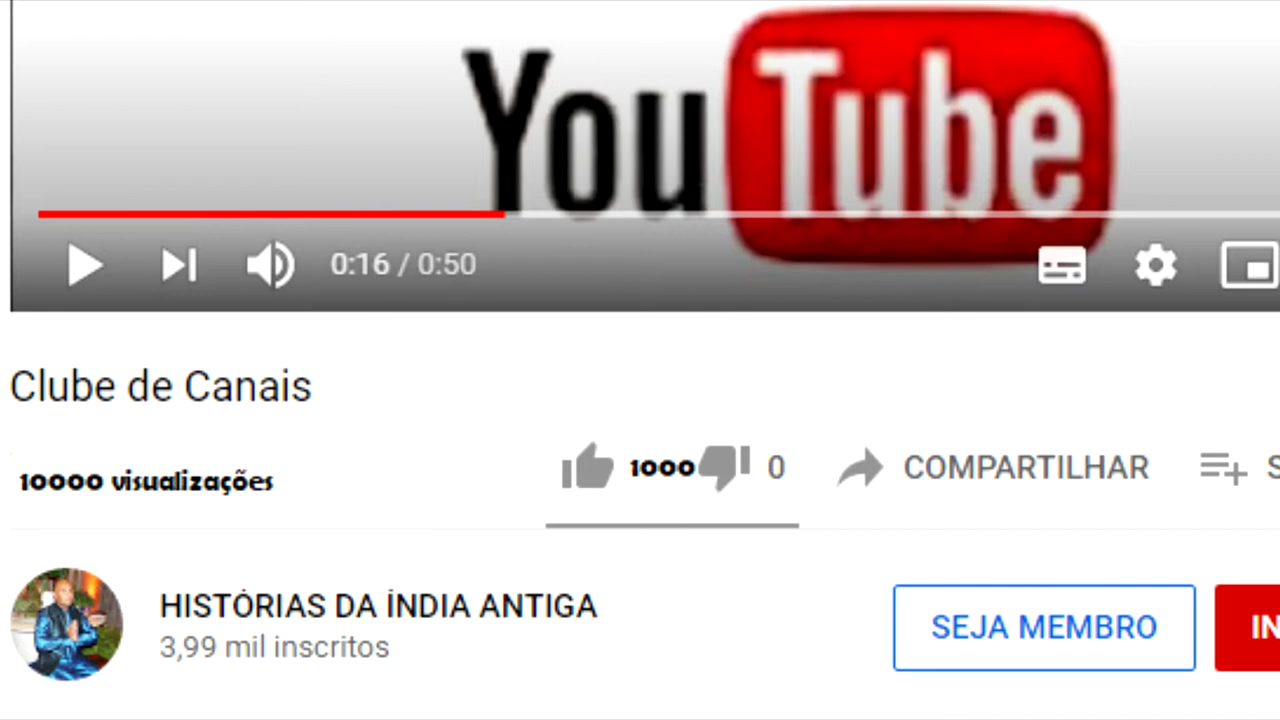 YouTube
0:16 / 0:50
Clube de Canais
10000 visualizações
1000 0 COMPARTILHAR S
HISTÓRIAS DA ÍNDIA ANTIGA
3,99 mil inscritos
SEJA MEMBRO
IN